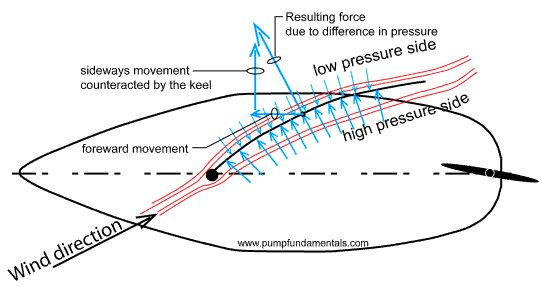 Resulting force
due to difference in pressure
sideways movement
counteracted by the keel
low pressure side
high pressure side
foreward movement
Wind direction
www.pumpfundamentals.com